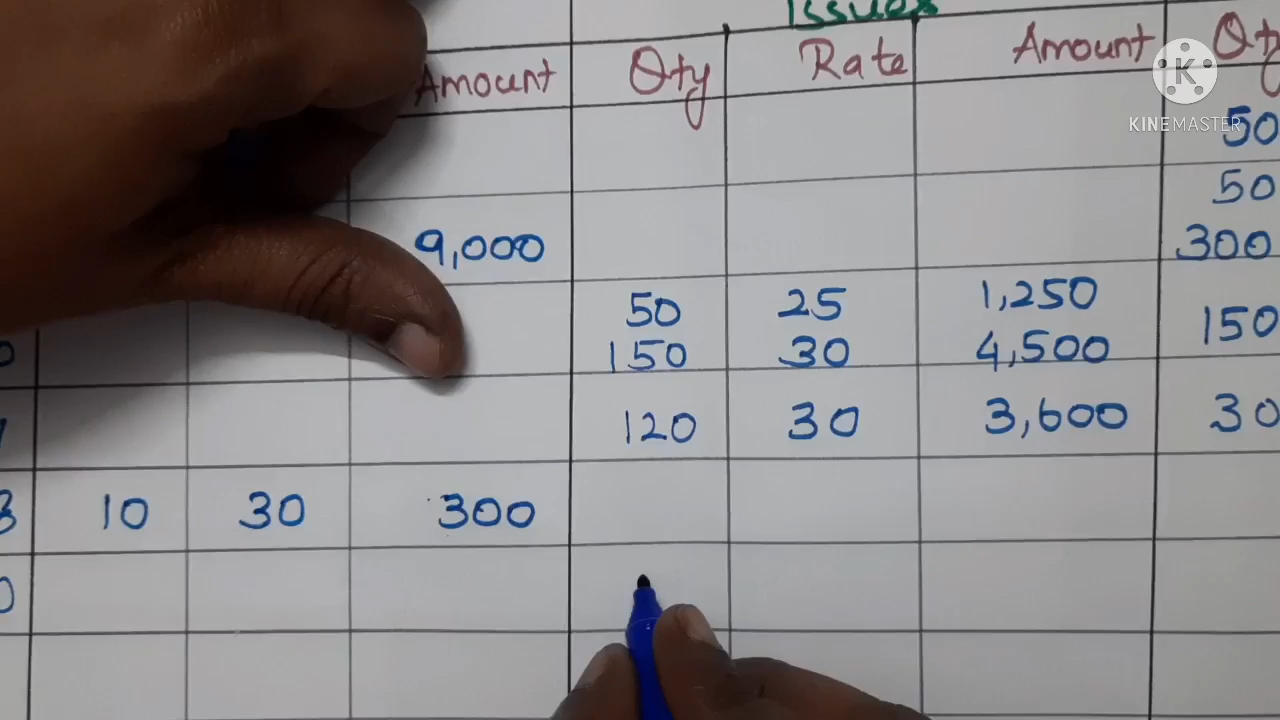 Issues
Amount Qty Rate Amount Qty
K
KINEMASTER
50
50
9,000 300
50 25 1,250
150 30 4,500 150
120 30 3,600 30
10 30 300